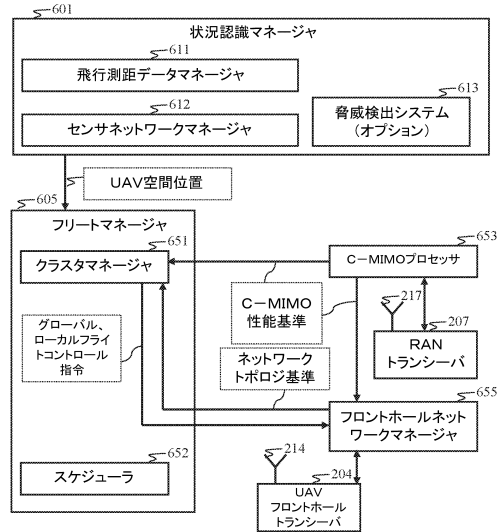 601
状況認識マネージャ
611
飛行測距データマネージャ
612
センサネットワークマネージャ
613
脅威検出システム
(オプション)
UAV空間位置
605
フリートマネージャ
651
クラスタマネージャ
653
C-MIMOプロセッサ
C-MIMO
性能基準
217
207
RAN
トランシーバ
グローバル、
ローカルフライ
トコントロール
指令
ネットワーク
トポロジ基準
655
フロントホールネット
ワークマネージャ
652
スケジューラ
214
204
UAV
フロントホール
トランシーバ